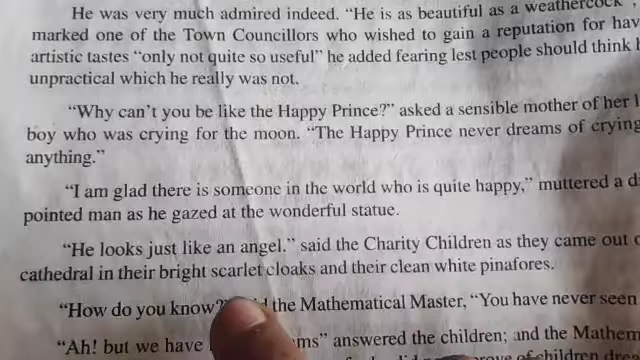 He was very much admired indeed. “He is as beautiful as a weathercock”,
marked one of the Town Councillors who wished to gain a reputation for hav
artistic tastes “only not quite so useful” he added fearing lest people should think h
unpractical which he really was not.
“Why can’t you be like the Happy Prince?” asked a sensible mother of her l
boy who was crying for the moon. “The Happy Prince never dreams of crying
anything.”
“I am glad there is someone in the world who is quite happy,” muttered a di
pointed man as he gazed at the wonderful statue.
“He looks just like an angel.” said the Charity Children as they came out o
cathedral in their bright scarlet cloaks and their clean white pinafores.
“How do you know?” the Mathematical Master, “You have never seen
“Ah! but we have ms” answered the children; and the Mathem
prove of children drea